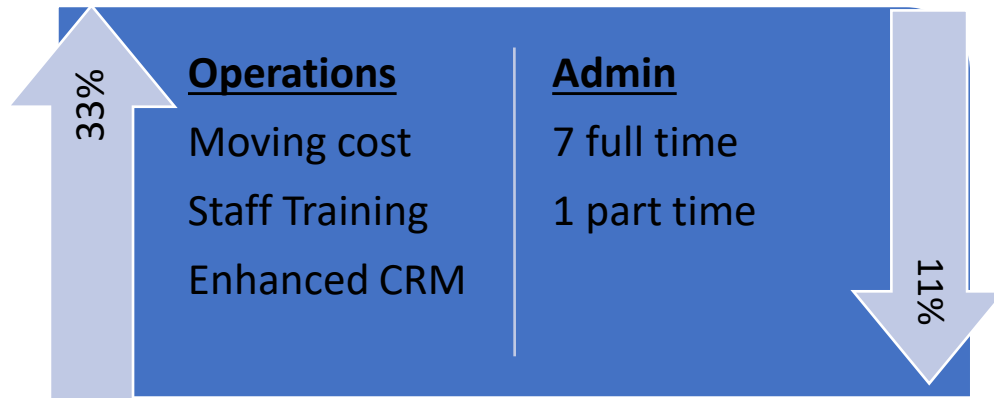 33%
Operations
Moving cost
Staff Training
Enhanced CRM
Admin
7 full time
1 part time
11%